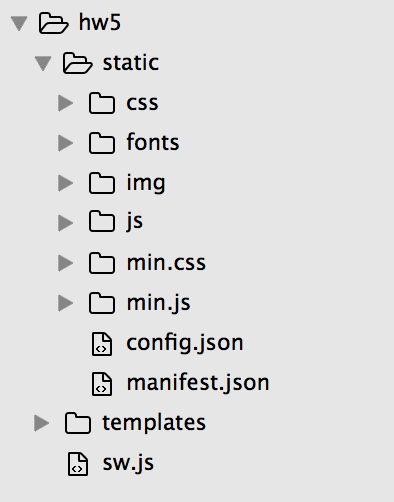 hw5
static
css
fonts
img
js
min.css
min.js
config.json
manifest.json
templates
sw.js